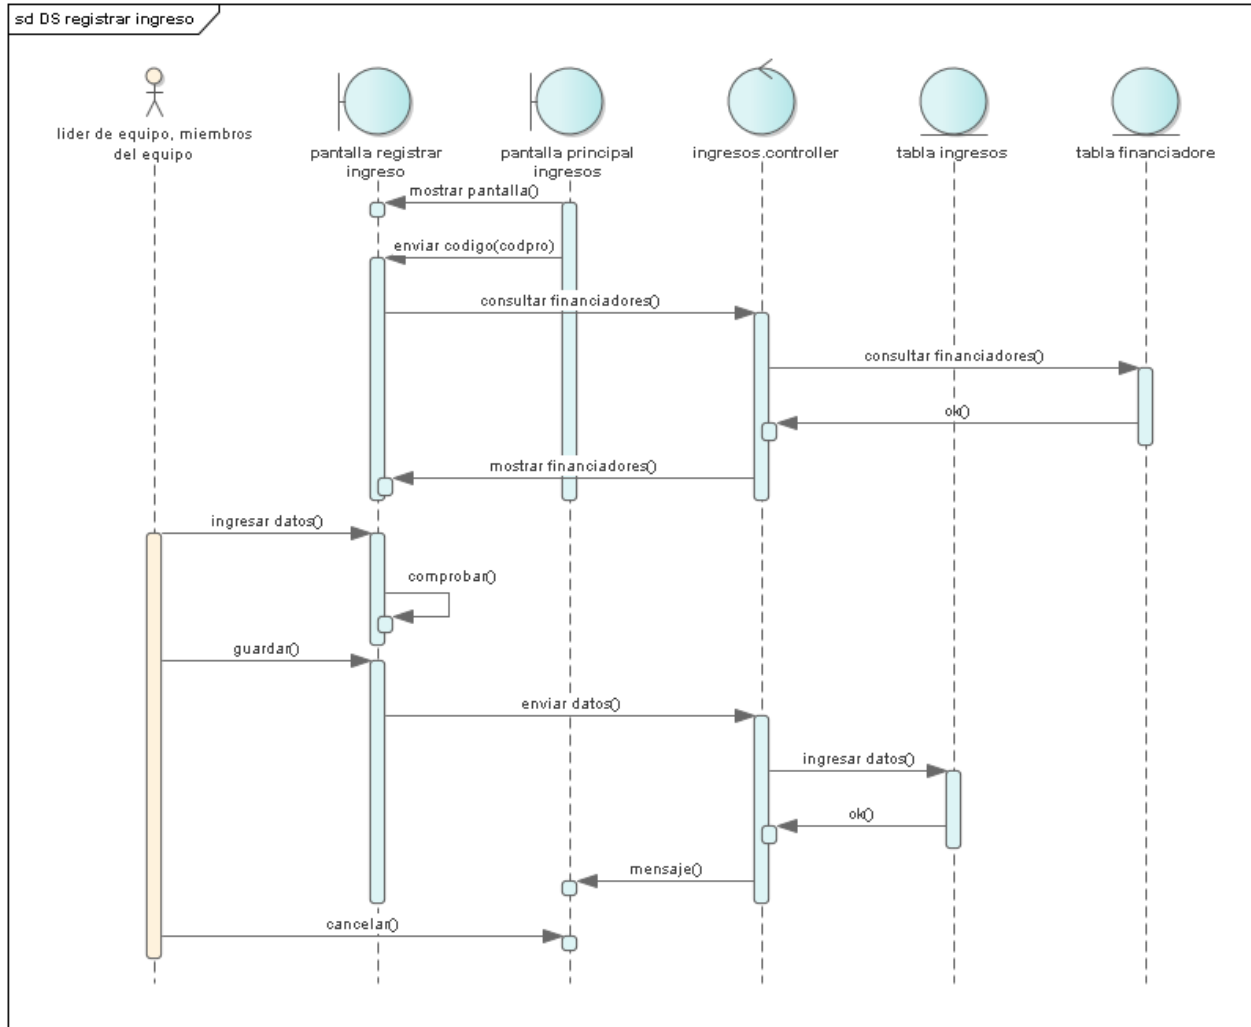 sd DS registrar ingreso
lider de equipo, miembros
del equipo
pantalla registrar
ingreso
pantalla principal
ingresos
ingresos.controller
tabla ingresos
tabla financiadore
mostrar pantalla()
enviar codigo(codpro)
consultar financiadores()
consultar financiadores()
ok()
mostrar financiadores()
ingresar datos()
comprobar()
guardar()
enviar datos()
ingresar datos()
ok()
mensaje()
cancelar()